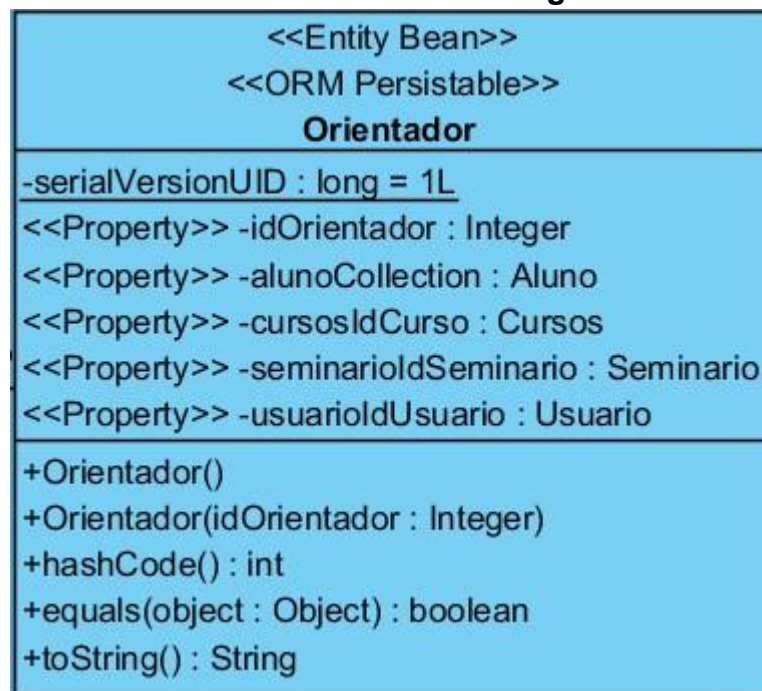 <<Entity Bean>>
<<ORM Persistable>>
Orientador
-serialVersionUID : long = 1L
<<Property>> -idOrientador : Integer
<<Property>> -alunoCollection : Aluno
<<Property>> -cursosIdCurso : Cursos
<<Property>> -seminarioIdSeminario : Seminario
<<Property>> -usuarioIdUsuario : Usuario
+Orientador()
+Orientador(idOrientador : Integer)
+hashCode() : int
+equals(object : Object) : boolean
+toString() : String